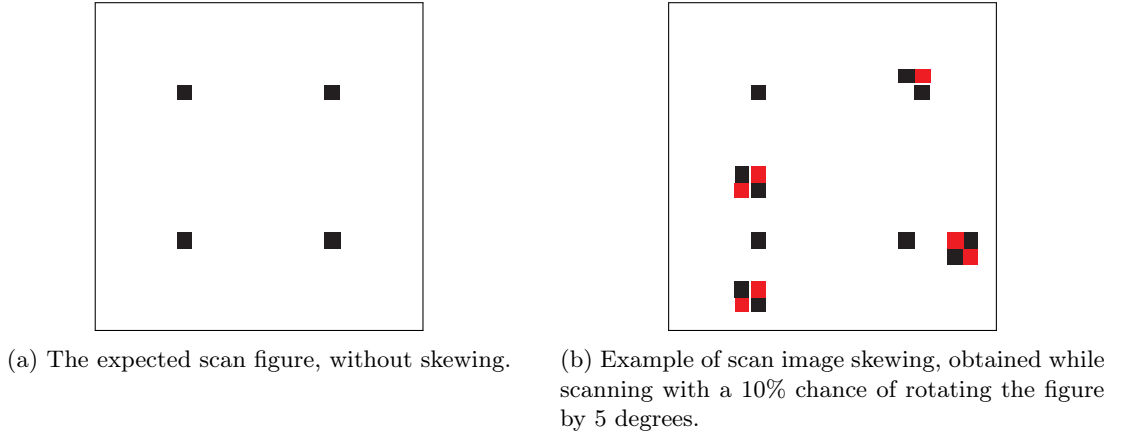 (a) The expected scan figure, without skewing.
(b) Example of scan image skewing, obtained while
scanning with a 10% chance of rotating the figure
by 5 degrees.